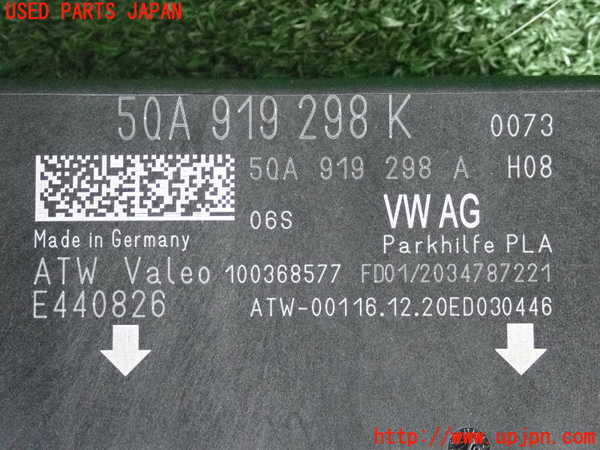 USED PARTS JAPAN
5QA 919 298 K 0073
5QA 919 298 A H08
06S VW AG
Made in Germany Parkhilfe PLA
ATW Valeo 100368577 FD01/2034787221
E440826 ATW-00116.12.20ED030446
http://www.upjpn.com/